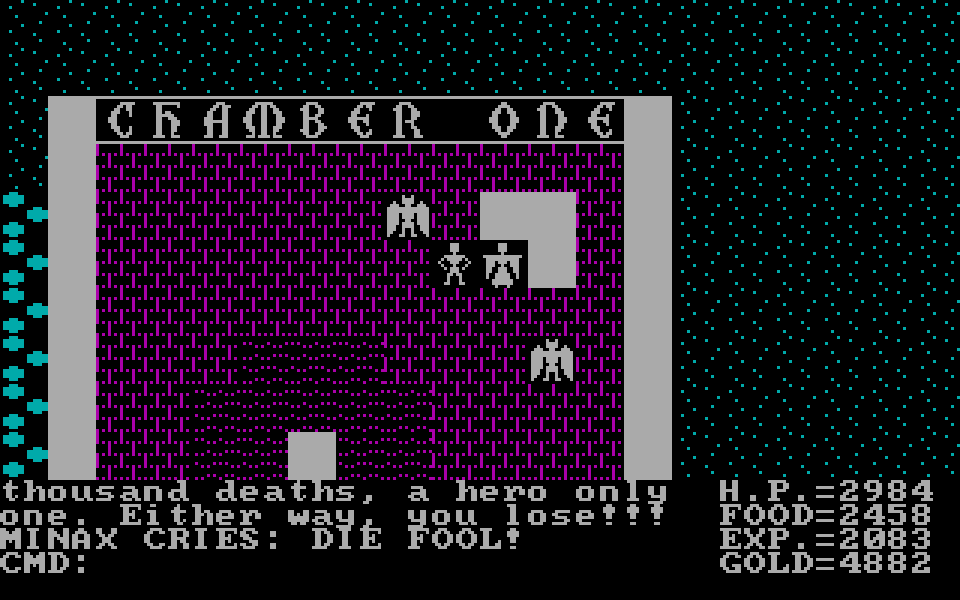 CHAMBER ONE
thousand deaths, a hero only
one. Either way, you lose!!!
MINAX CRIES: DIE FOOL!
CMD:
H.P.=2984
FOOD=2458
EXP.=2083
GOLD=4882